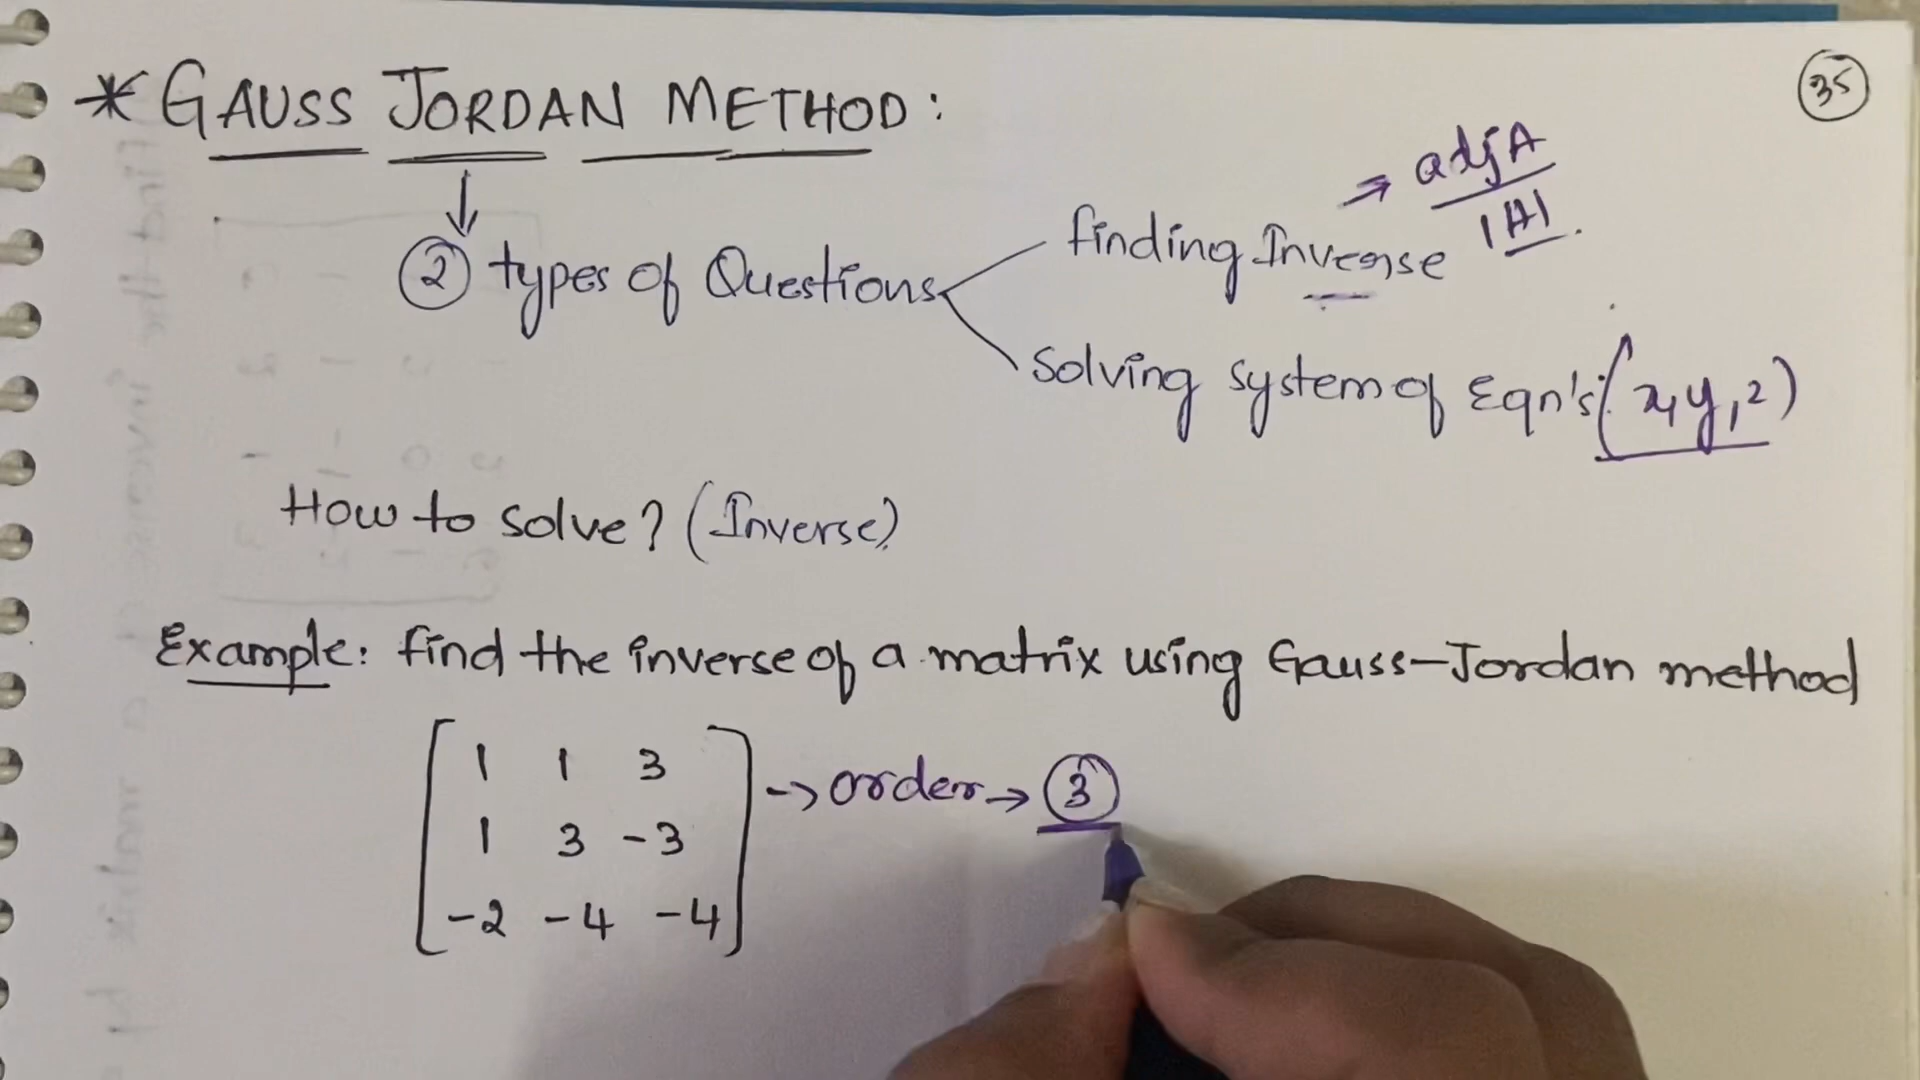 * GAUSS JORDAN METHOD:
35
→ adjA
|A|.
② types of Questions
finding Inverse
Solving system of Eqn's (x, y, z)
How to solve? (Inverse)
Example: find the inverse of a matrix using Gauss-Jordan method
1 1 3
1 3 -3
-2 -4 -4
→ order → ③